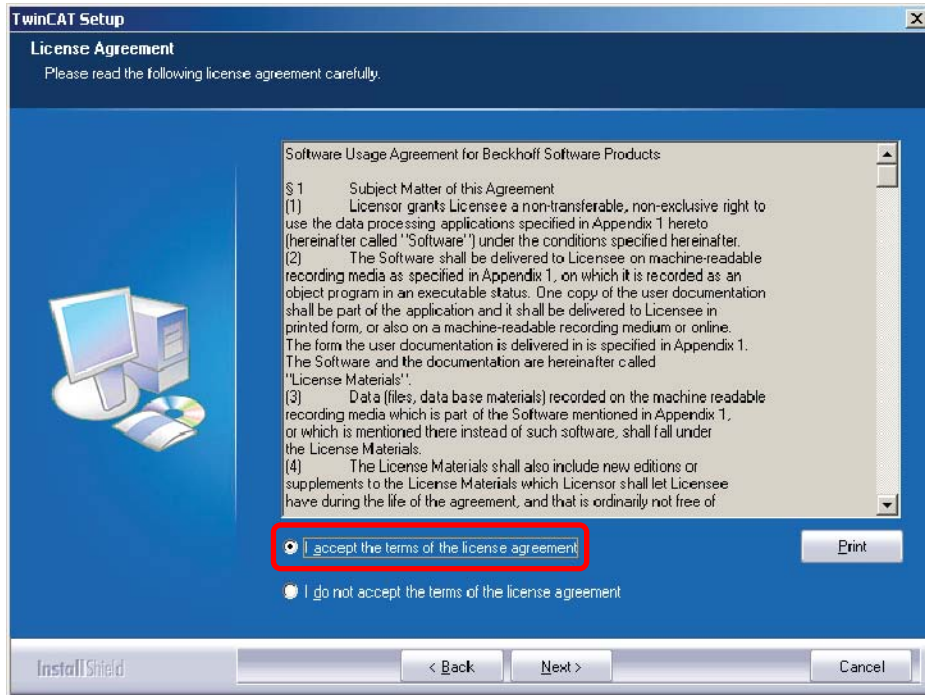 TwinCAT Setup
License Agreement
Please read the following license agreement carefully.
Software Usage Agreement for Beckhoff Software Products
§ 1 Subject Matter of this Agreement
(1) Licensor grants Licensee a non-transferable, non-exclusive right to
use the data processing applications specified in Appendix 1 hereto
(hereinafter called "Software") under the conditions specified hereinafter.
(2) The Software shall be delivered to Licensee on machine-readable
recording media as specified in Appendix 1, on which it is recorded as an
object program in an executable status. One copy of the user documentation
shall be part of the application and it shall be delivered to Licensee in
printed form, or also on a machine-readable recording medium or online.
The form the user documentation is delivered in is specified in Appendix 1.
The Software and the documentation are hereinafter called
"License Materials".
(3) Data (files, data base materials) recorded on the machine readable
recording media which is part of the Software mentioned in Appendix 1,
or which is mentioned there instead of such software, shall fall under
the License Materials.
(4) The License Materials shall also include new editions or
supplements to the License Materials which Licensor shall let Licensee
have during the life of the agreement, and that is ordinarily not free of
I accept the terms of the license agreement
Print
I do not accept the terms of the license agreement
InstallShield
< Back
Next >
Cancel